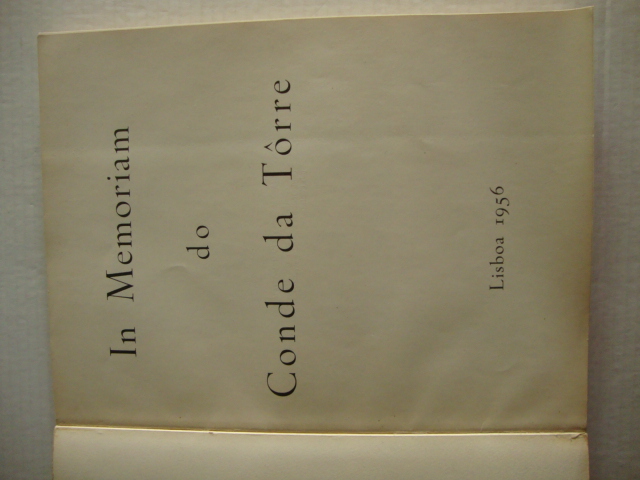 In Memoriam
do
Conde da Tôrre
Lisboa 1956